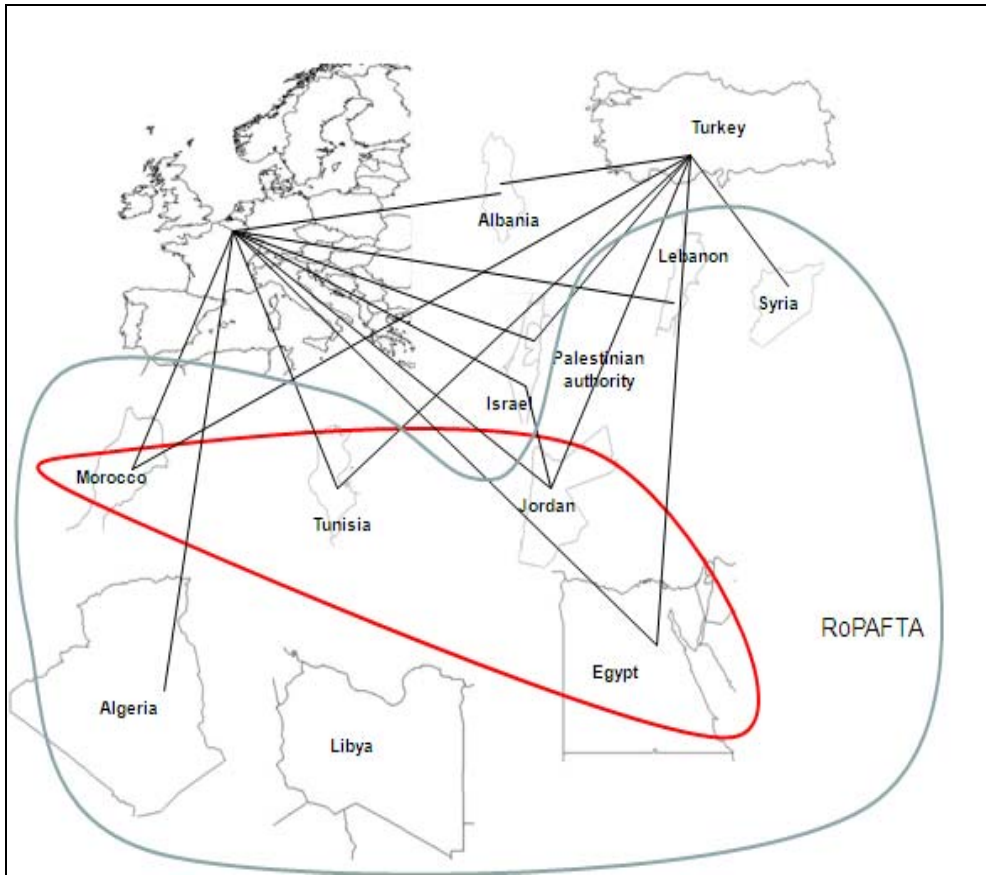 Turkey
Albania
Lebanon
Syria
Palestinian
authority
Israel
Morocco
Jordan
Tunisia
RoPAFTA
Egypt
Algeria
Libya